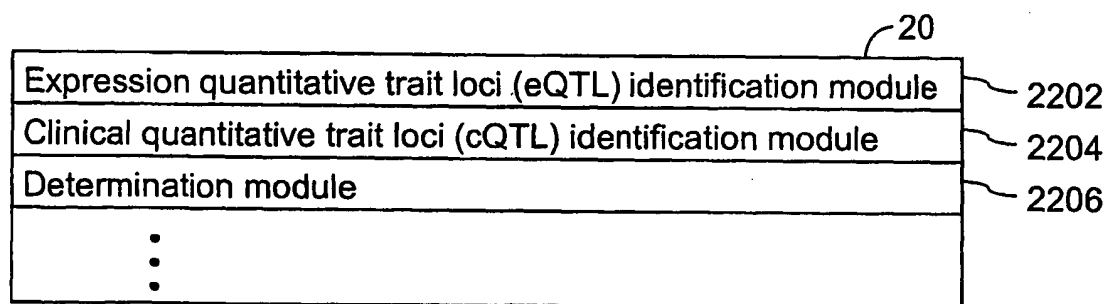 20
Expression quantitative trait loci (eQTL) identification module 2202
Clinical quantitative trait loci (cQTL) identification module 2204
Determination module 2206